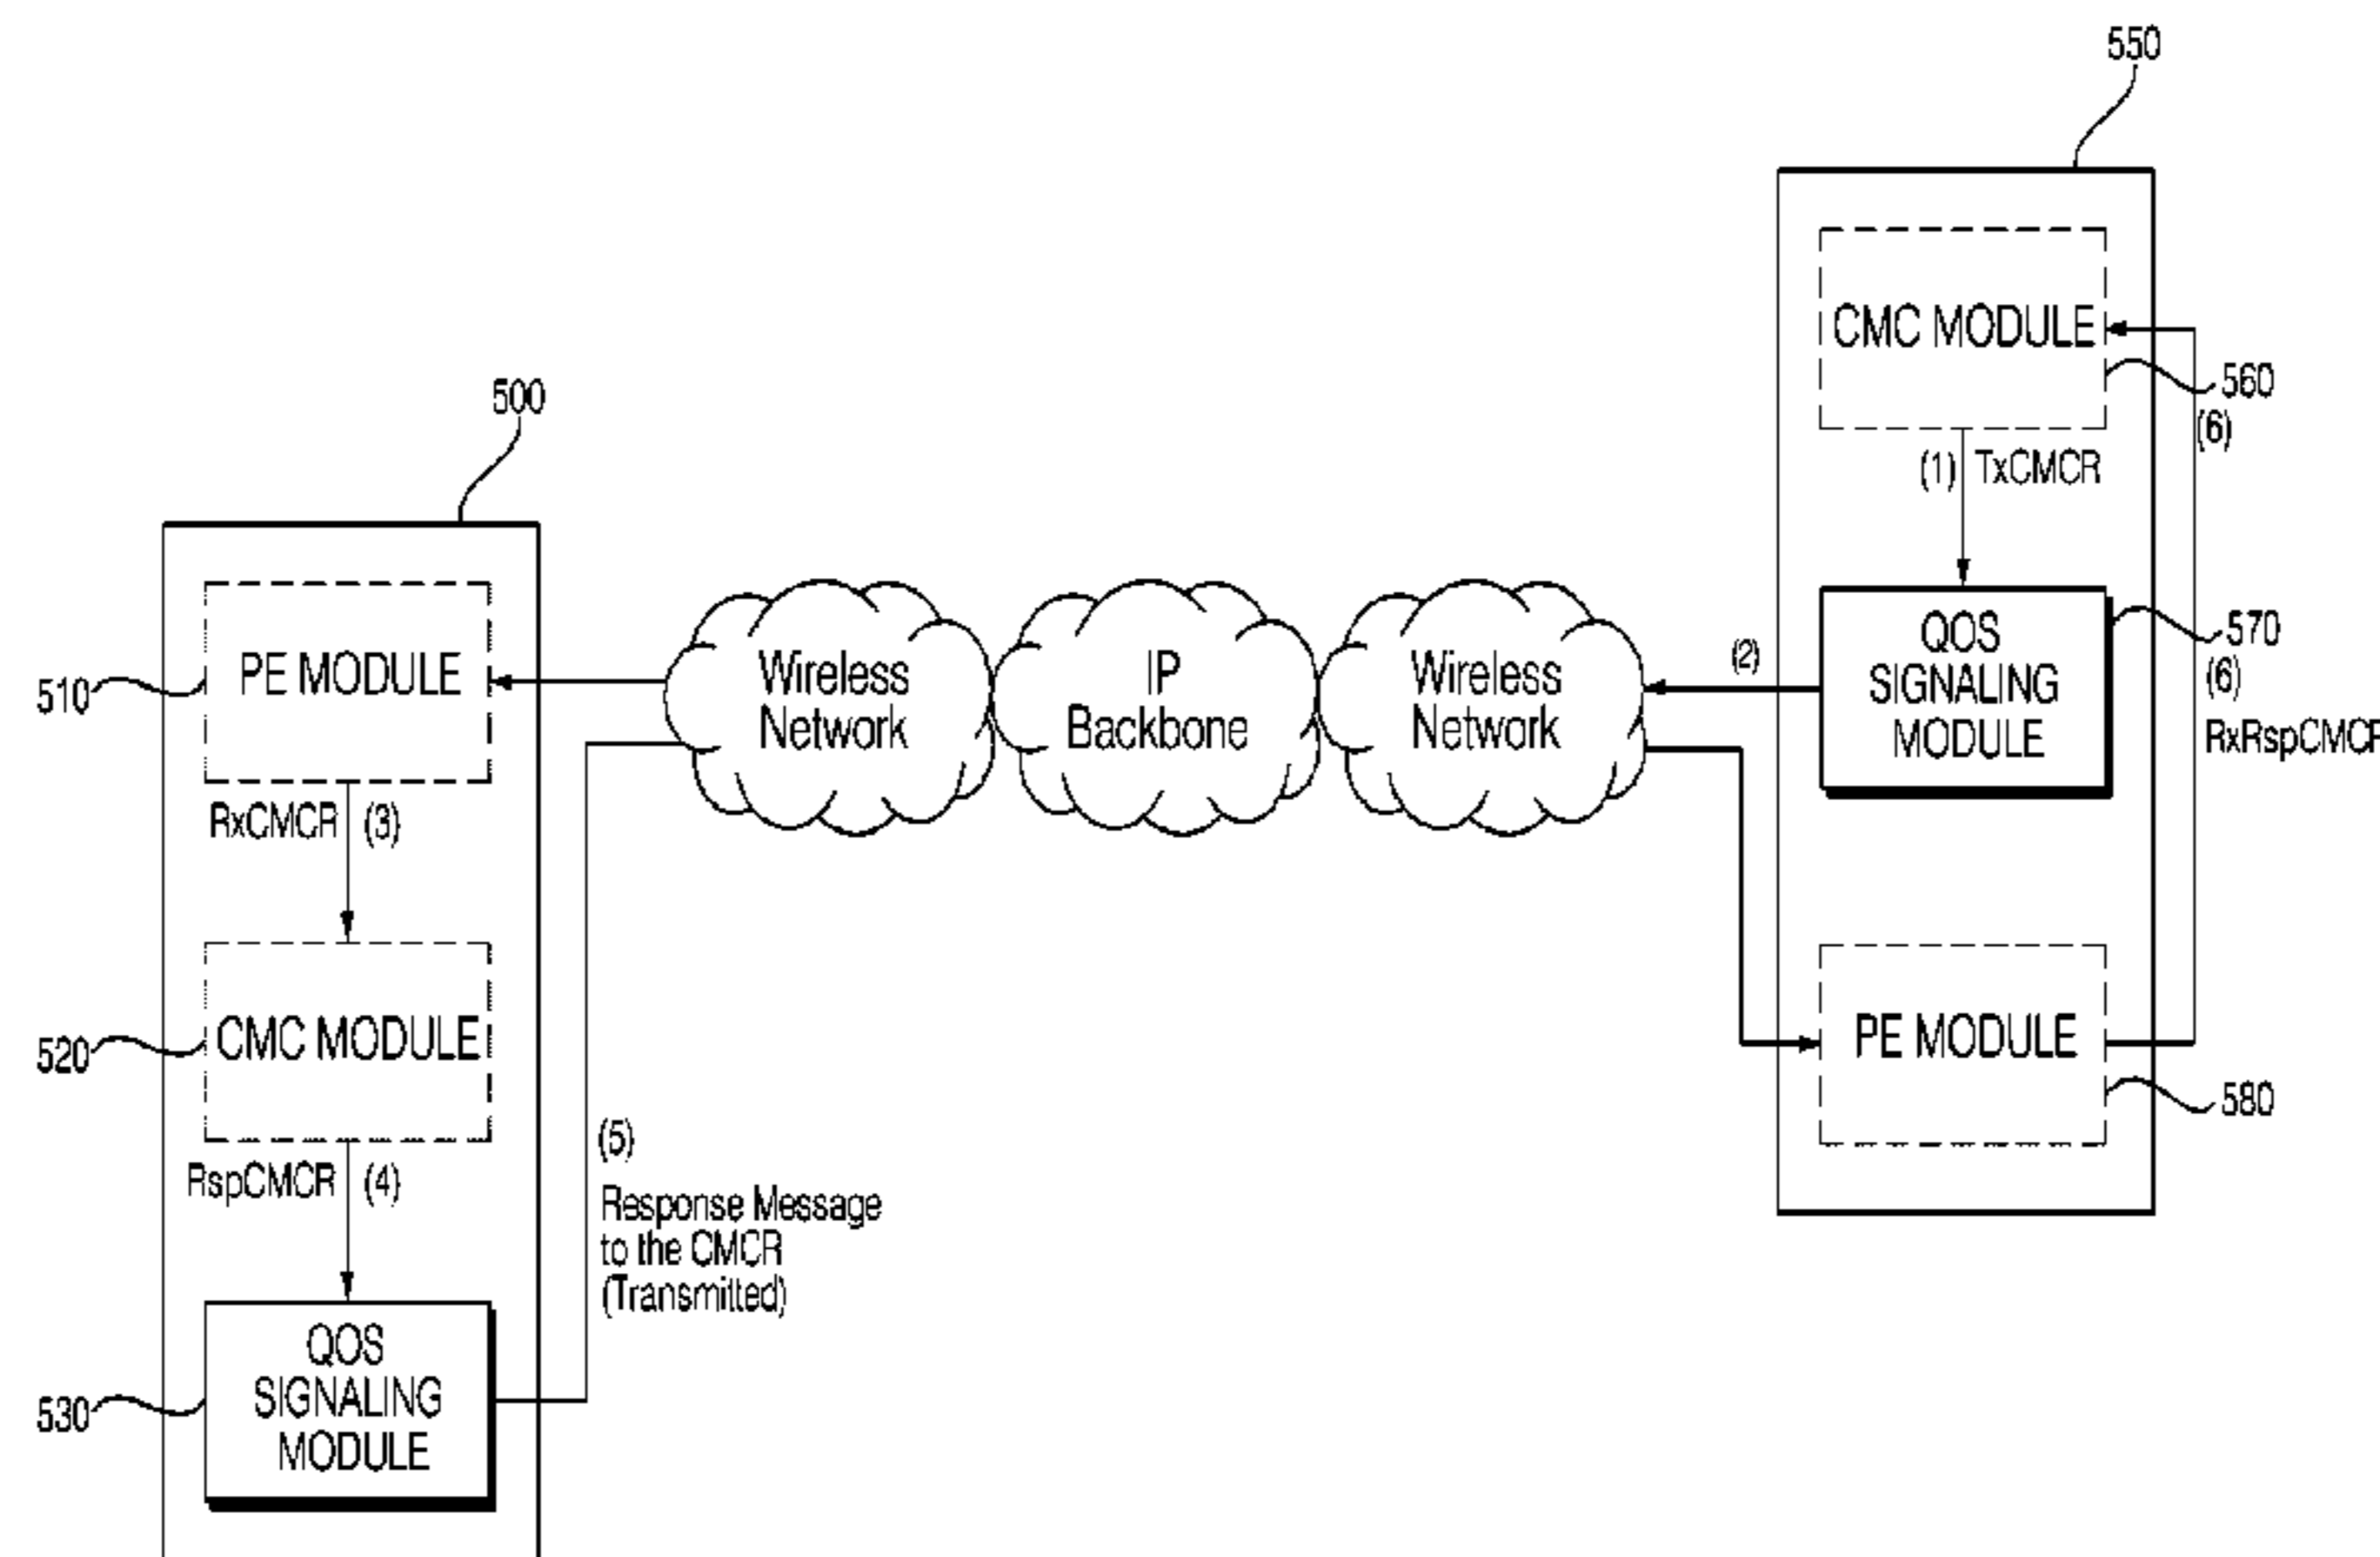 550
CMC MODULE
560
(6)
(1) TxCMCR
500
QOS
SIGNALING
MODULE
570
(6)
RxRspCMCR
(2)
PE MODULE
510
Wireless
Network
IP
Backbone
Wireless
Network
RxCMCR (3)
CMC MODULE
520
PE MODULE
580
RspCMCR (4)
(5)
Response Message
to the CMCR
(Transmitted)
QOS
SIGNALING
MODULE
530